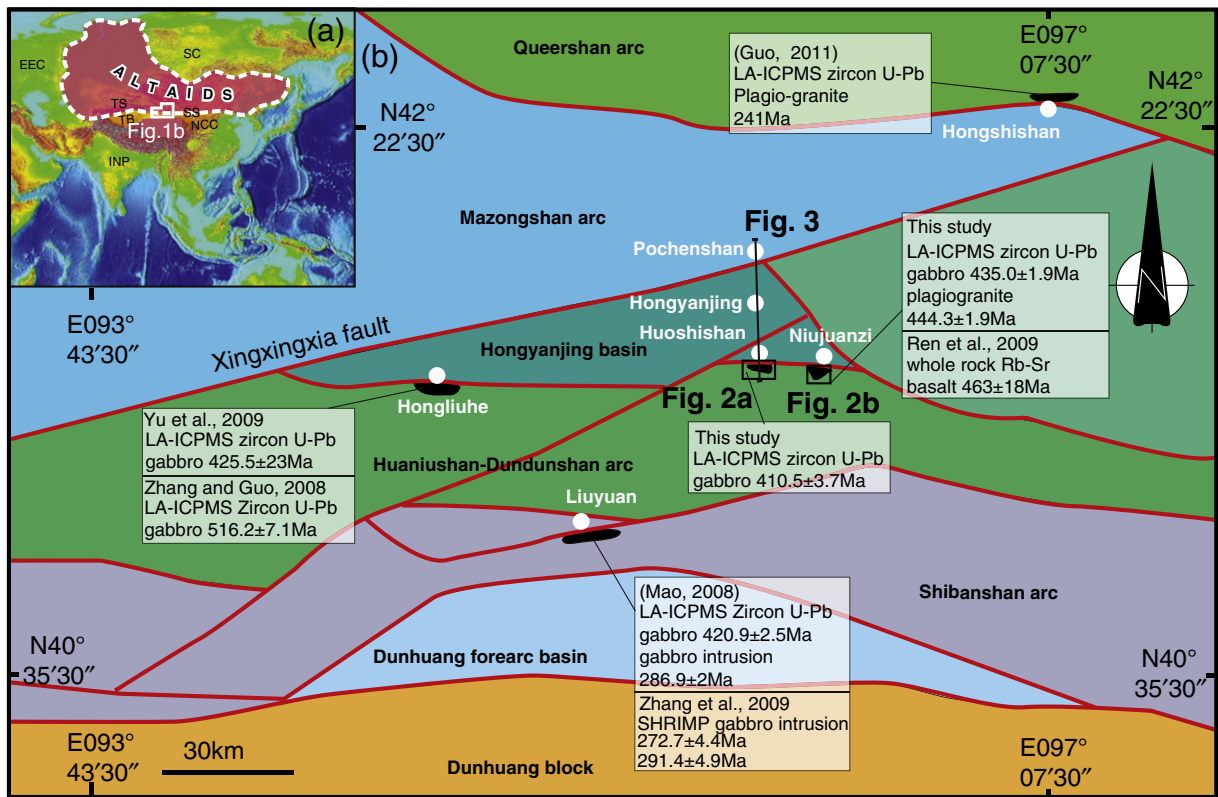 (a)
EEC
SC
ALTAIDS
TS
SS
TB
NCC
Fig.1b
INP
(b)
Queershan arc
(Guo, 2011)
LA-ICPMS zircon U-Pb
Plagio-granite
241Ma
E097°
07′30″
N42°
22′30″
N42°
22′30″
Hongshishan
Mazongshan arc
Fig. 3
Pochenshan
This study
LA-ICPMS zircon U-Pb
gabbro 435.0±1.9Ma
plagiogranite
444.3±1.9Ma
Ren et al., 2009
whole rock Rb-Sr
basalt 463±18Ma
N
E093°
43′30″
Xingxingxia fault
Hongyanjing
Huoshishan
Niujuanzi
Hongyanjing basin
Hongliuhe
Fig. 2a
Fig. 2b
Yu et al., 2009
LA-ICPMS zircon U-Pb
gabbro 425.5±23Ma
Zhang and Guo, 2008
LA-ICPMS Zircon U-Pb
gabbro 516.2±7.1Ma
This study
LA-ICPMS zircon U-Pb
gabbro 410.5±3.7Ma
Huaniushan-Dundunshan arc
Liuyuan
Shibanshan arc
(Mao, 2008)
LA-ICPMS Zircon U-Pb
gabbro 420.9±2.5Ma
gabbro intrusion
286.9±2Ma
Zhang et al., 2009
SHRIMP gabbro intrusion
272.7±4.4Ma
291.4±4.9Ma
N40°
35′30″
Dunhuang forearc basin
N40°
35′30″
E093°
43′30″
30km
Dunhuang block
E097°
07′30″